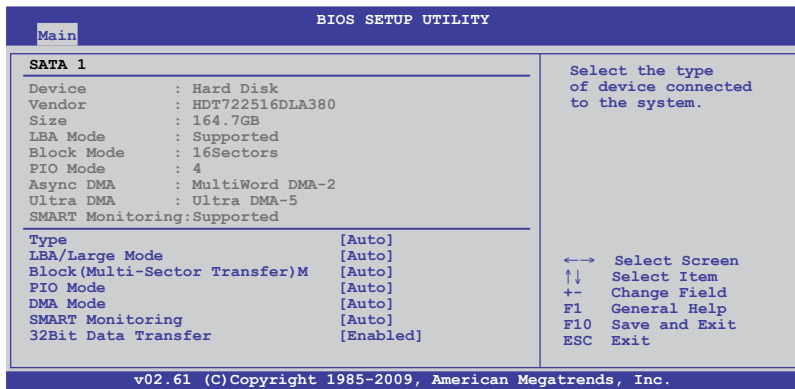 BIOS SETUP UTILITY
Main
SATA 1
Device : Hard Disk
Vendor : HDT722516DLA380
Size : 164.7GB
LBA Mode : Supported
Block Mode : 16Sectors
PIO Mode : 4
Async DMA : MultiWord DMA-2
Ultra DMA : Ultra DMA-5
SMART Monitoring:Supported
Type [Auto]
LBA/Large Mode [Auto]
Block(Multi-Sector Transfer)M [Auto]
PIO Mode [Auto]
DMA Mode [Auto]
SMART Monitoring [Auto]
32Bit Data Transfer [Enabled]
Select the type
of device connected
to the system.
←→ Select Screen
↑↓ Select Item
+- Change Field
F1 General Help
F10 Save and Exit
ESC Exit
v02.61 (C)Copyright 1985-2009, American Megatrends, Inc.